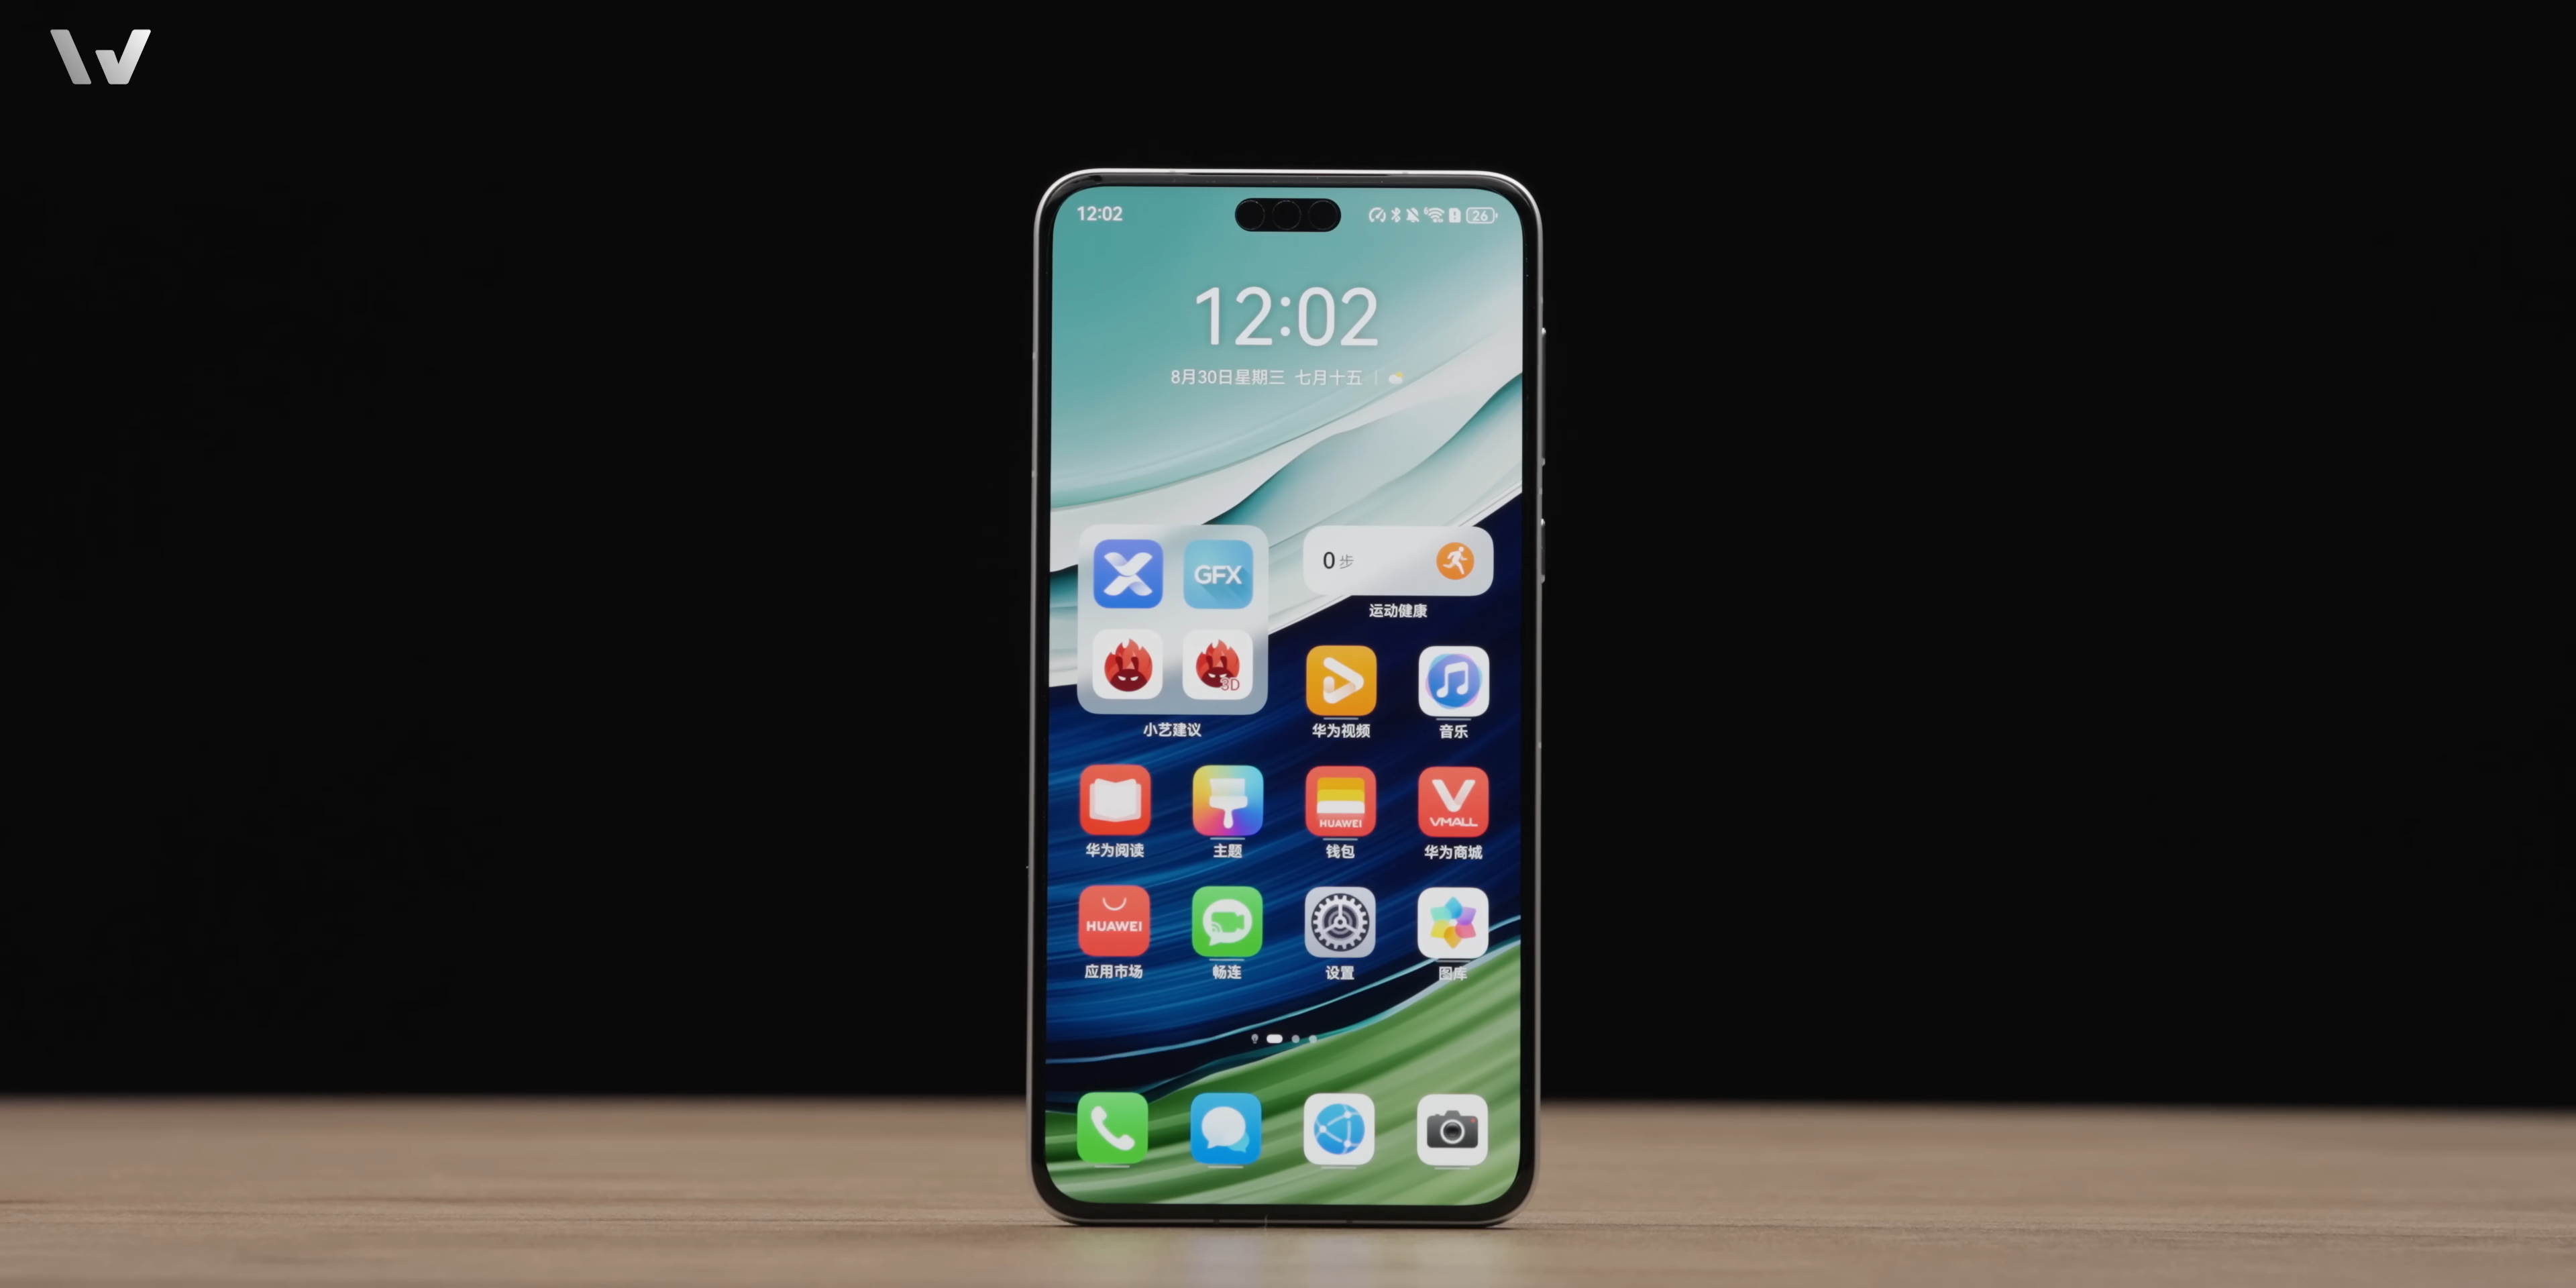 W
12:02
26
12:02
8月30日星期三 七月十五
GFX
0步
运动健康
3D
小艺建议
华为视频
音乐
HUAWEI
VMALL
华为阅读
主题
钱包
华为商城
HUAWEI
应用市场
畅连
设置
图库